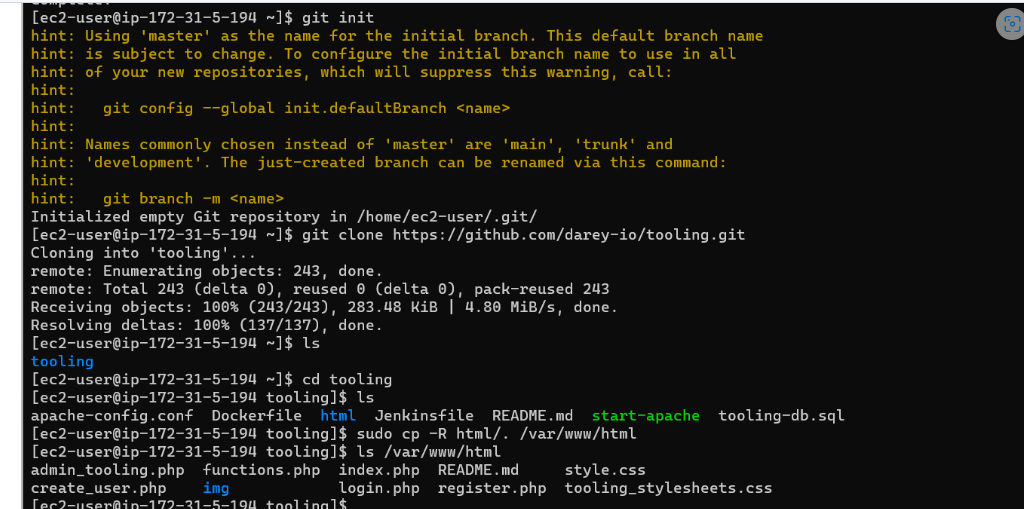 [ec2-user@ip-172-31-5-194 ~]$ git init
hint: Using 'master' as the name for the initial branch. This default branch name
hint: is subject to change. To configure the initial branch name to use in all
hint: of your new repositories, which will suppress this warning, call:
hint:
hint:   git config --global init.defaultBranch <name>
hint:
hint: Names commonly chosen instead of 'master' are 'main', 'trunk' and
hint: 'development'. The just-created branch can be renamed via this command:
hint:
hint:   git branch -m <name>
Initialized empty Git repository in /home/ec2-user/.git/
[ec2-user@ip-172-31-5-194 ~]$ git clone https://github.com/darey-io/tooling.git
Cloning into 'tooling'...
remote: Enumerating objects: 243, done.
remote: Total 243 (delta 0), reused 0 (delta 0), pack-reused 243
Receiving objects: 100% (243/243), 283.48 KiB | 4.80 MiB/s, done.
Resolving deltas: 100% (137/137), done.
[ec2-user@ip-172-31-5-194 ~]$ ls
tooling
[ec2-user@ip-172-31-5-194 ~]$ cd tooling
[ec2-user@ip-172-31-5-194 tooling]$ ls
apache-config.conf  Dockerfile  html  Jenkinsfile  README.md  start-apache  tooling-db.sql
[ec2-user@ip-172-31-5-194 tooling]$ sudo cp -R html/. /var/www/html
[ec2-user@ip-172-31-5-194 tooling]$ ls /var/www/html
admin_tooling.php  functions.php  index.php  README.md     style.css
create_user.php    img            login.php  register.php  tooling_stylesheets.css
[ec2-user@ip-172-31-5-194 tooling]$